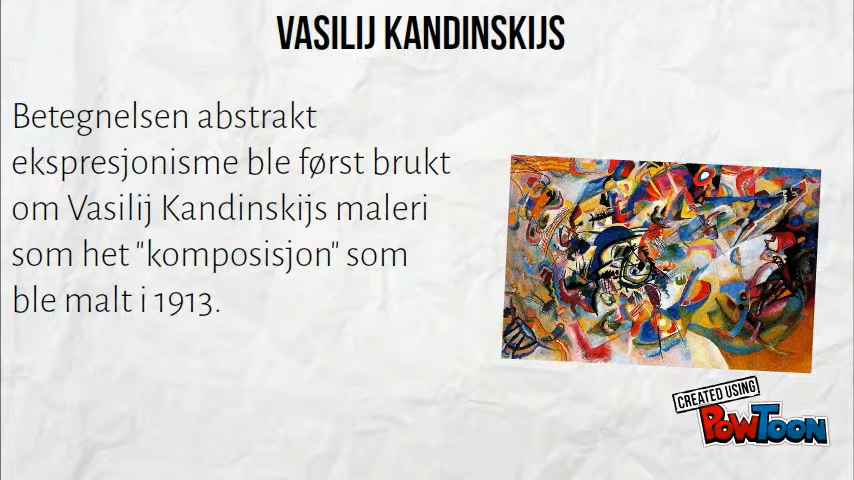 VASILIJ KANDINSKIJS
Betegnelsen abstrakt
ekspresjonisme ble først brukt
om Vasilij Kandinskijs maleri
som het "komposisjon" som
ble malt i 1913.
CREATED USING
POWTOON